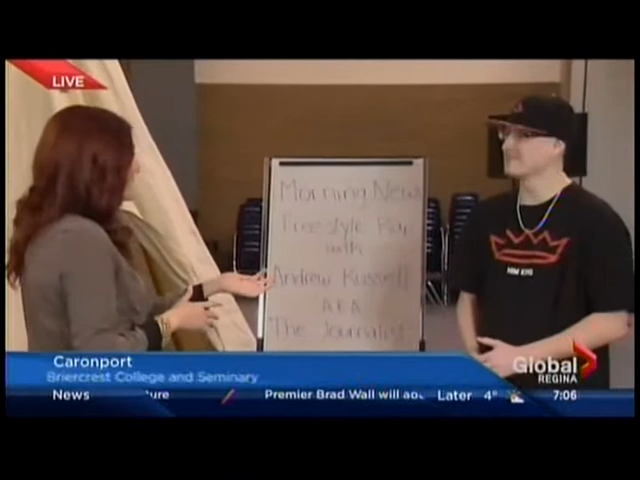 LIVE
Morning News
Freestyle Rap
with
Andrew Russell
A.K.A
"The Journalist"
Caronport
Briercrest College and Seminary
Global
REGINA
News
ure
Premier Brad Wall will
Later 4°
7:06